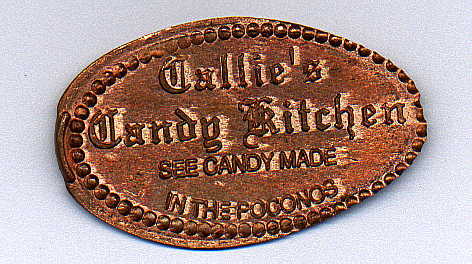 Callie's
Candy Kitchen
SEE CANDY MADE
IN THE POCONOS